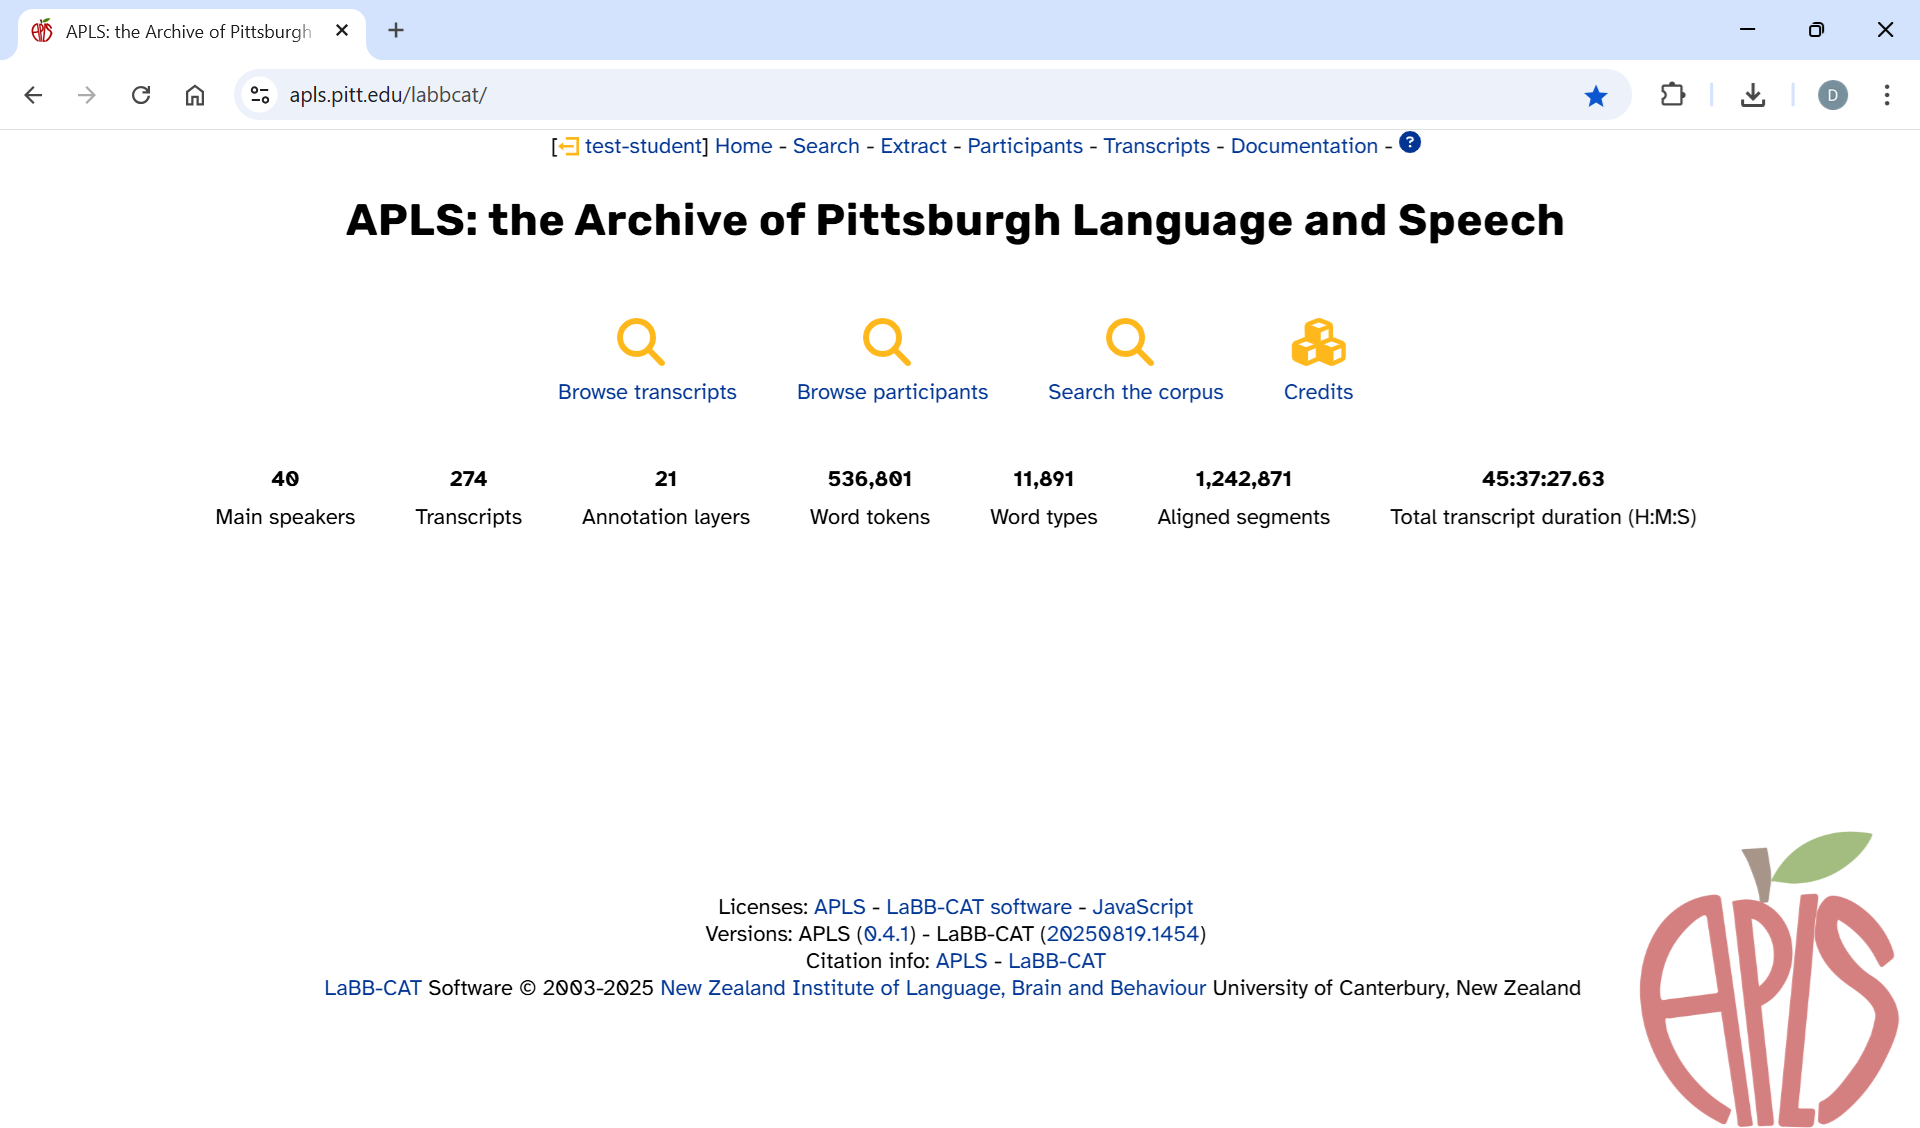 APLS: the Archive of Pittsburgh
apls.pitt.edu/labbcat/
D
[test-student] Home - Search - Extract - Participants - Transcripts - Documentation - ?
APLS: the Archive of Pittsburgh Language and Speech
Browse transcripts Browse participants Search the corpus Credits
40 274 21 536,801 11,891 1,242,871 45:37:27.63
Main speakers Transcripts Annotation layers Word tokens Word types Aligned segments Total transcript duration (H:M:S)
Licenses: APLS - LaBB-CAT software - JavaScript
Versions: APLS (0.4.1) - LaBB-CAT (20250819.1454)
Citation info: APLS - LaBB-CAT
LaBB-CAT Software © 2003-2025 New Zealand Institute of Language, Brain and Behaviour University of Canterbury, New Zealand
APLS